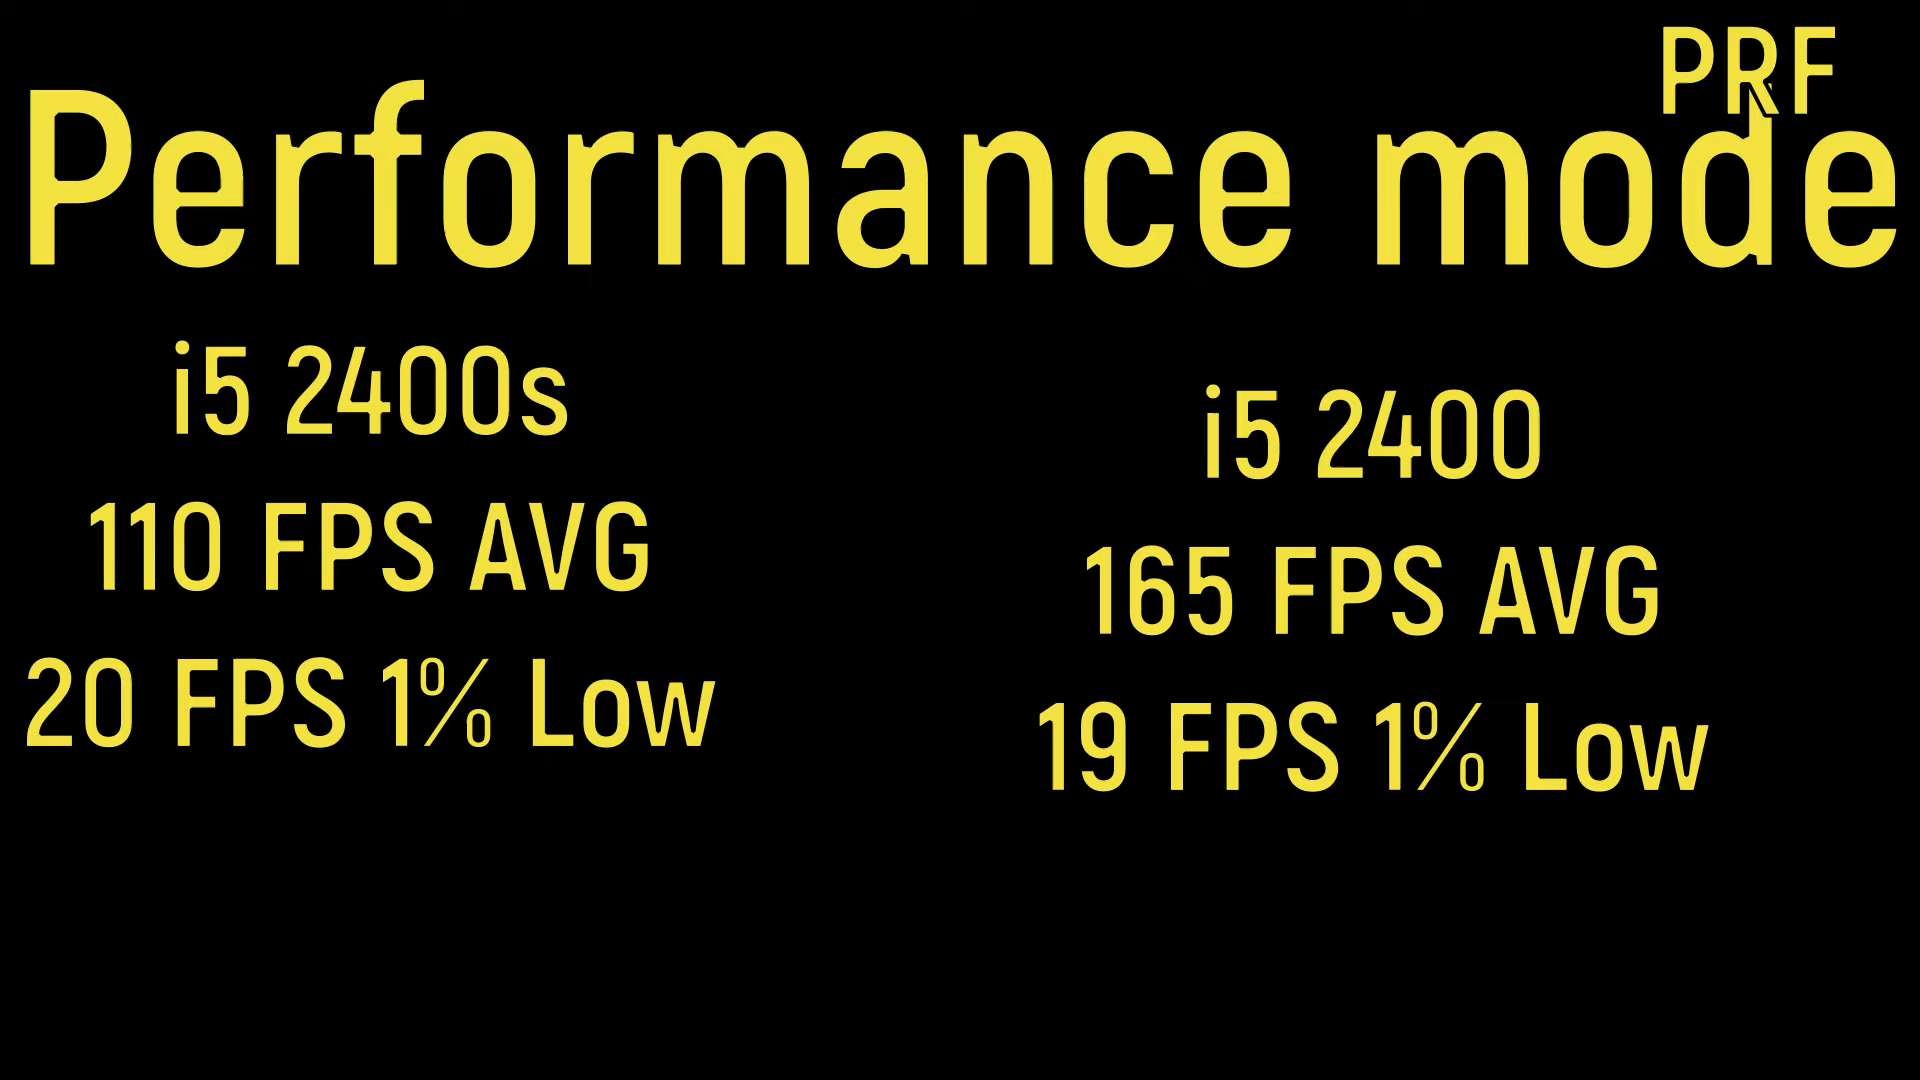 PRF
Performance mode
i5 2400s
110 FPS AVG
20 FPS 1% Low
i5 2400
165 FPS AVG
19 FPS 1% Low